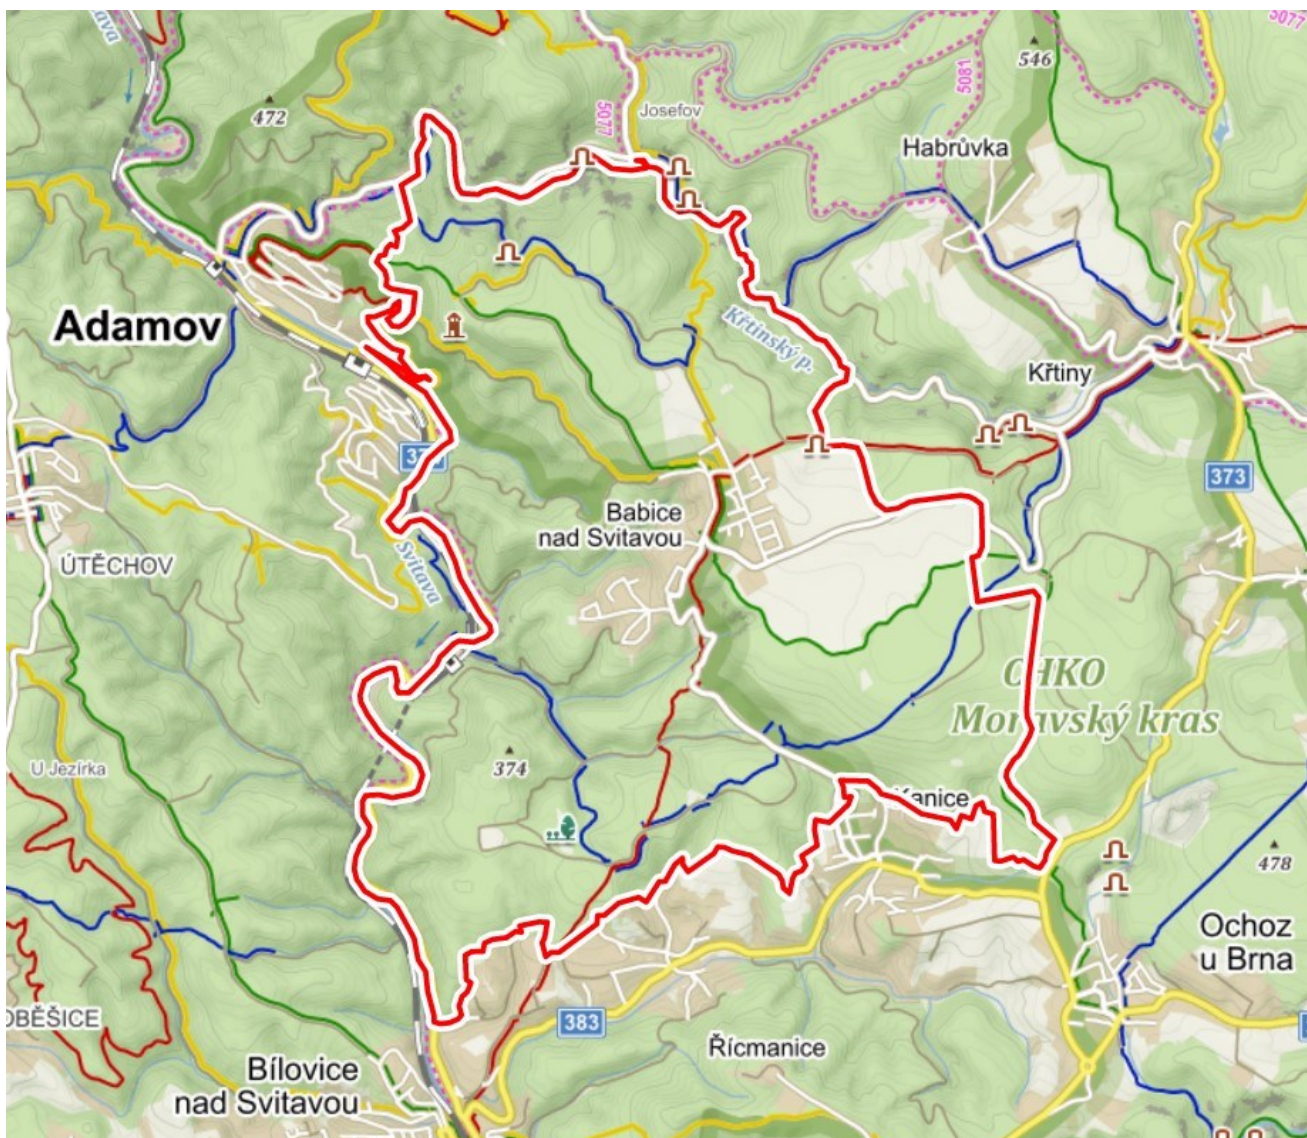 5077
472
5077
Josefov
5081
546
Habrůvka
Adamov
Křtinský p.
Křtiny
373
Babice
nad Svitavou
Svitava
ÚTĚCHOV
CHKO
Moravský kras
U Jezírka
374
Kanice
478
Ochoz
u Brna
383
Řícmanice
Bílovice
nad Svitavou